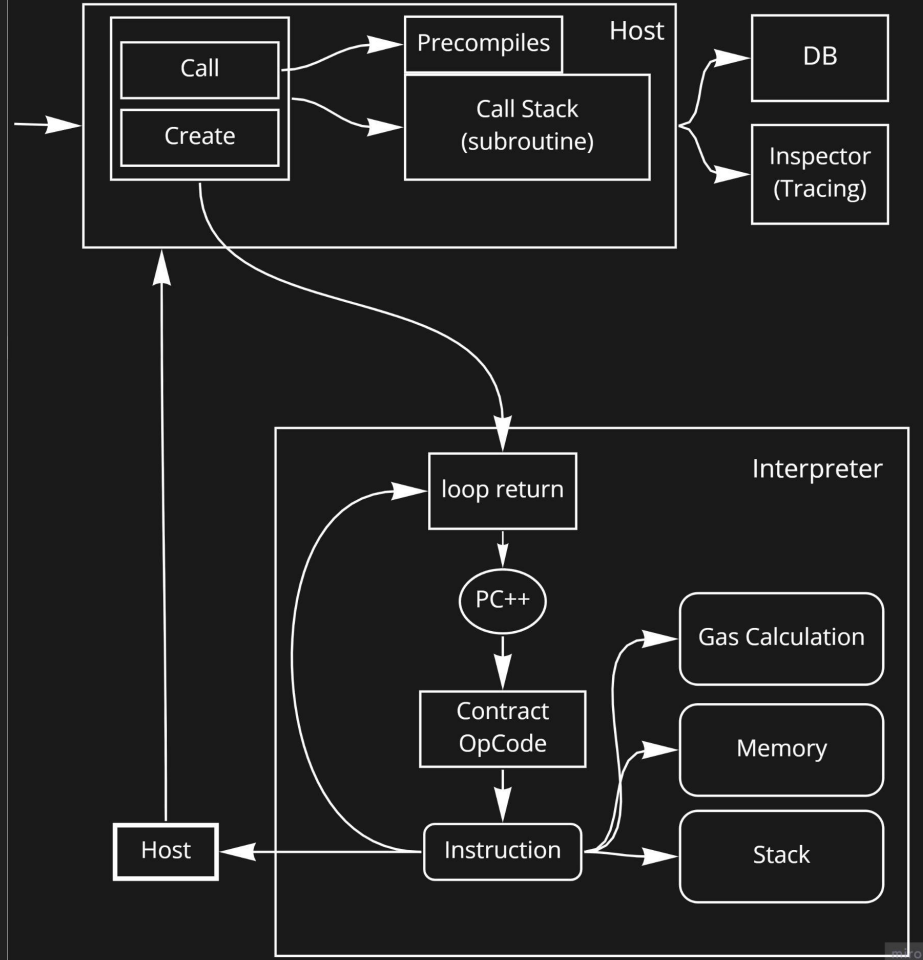 Host
Call
Create
Precompiles
Call Stack
(subroutine)
DB
Inspector
(Tracing)
Interpreter
loop return
PC++
Contract
OpCode
Instruction
Gas Calculation
Memory
Stack
Host
miro